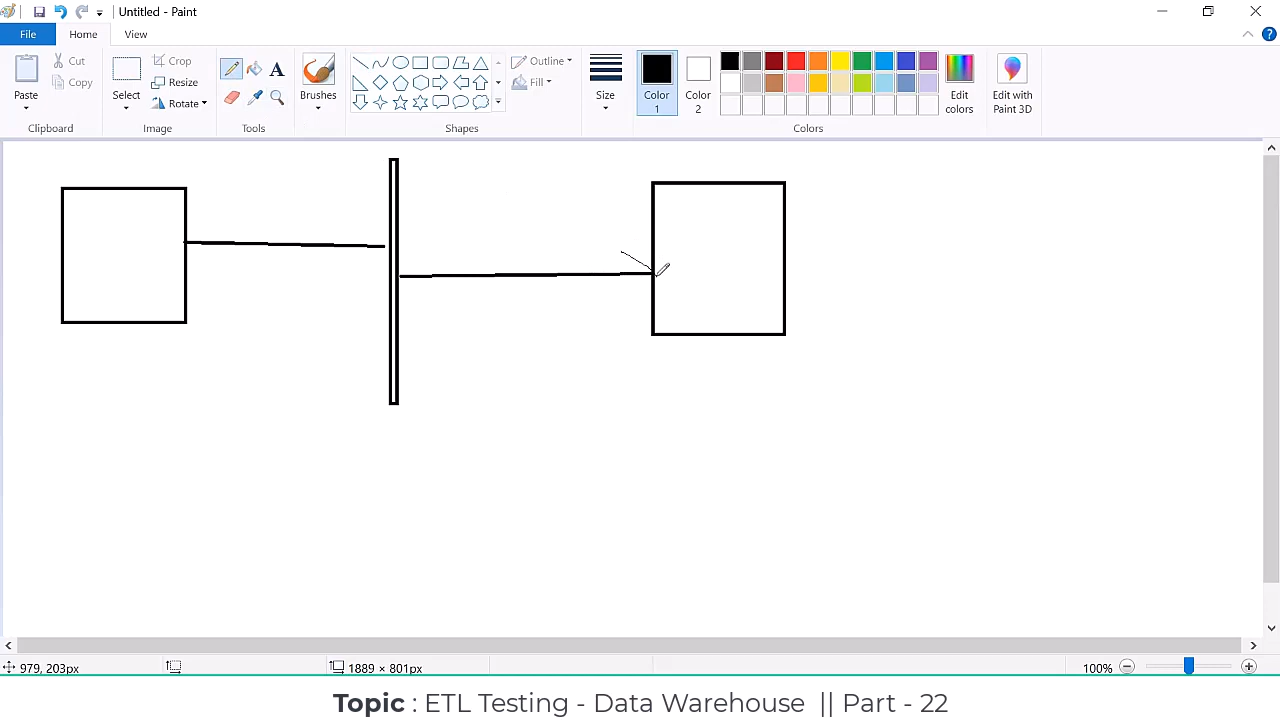 Untitled - Paint
File Home View
Paste
Cut
Copy
Clipboard
Select
Crop
Resize
Rotate
Image
A
Tools
Brushes
Outline
Fill
Shapes
Size
Color 1
Color 2
Edit colors
Colors
Edit with Paint 3D
979, 203px
1889 × 801px
100%
Topic : ETL Testing - Data Warehouse || Part - 22